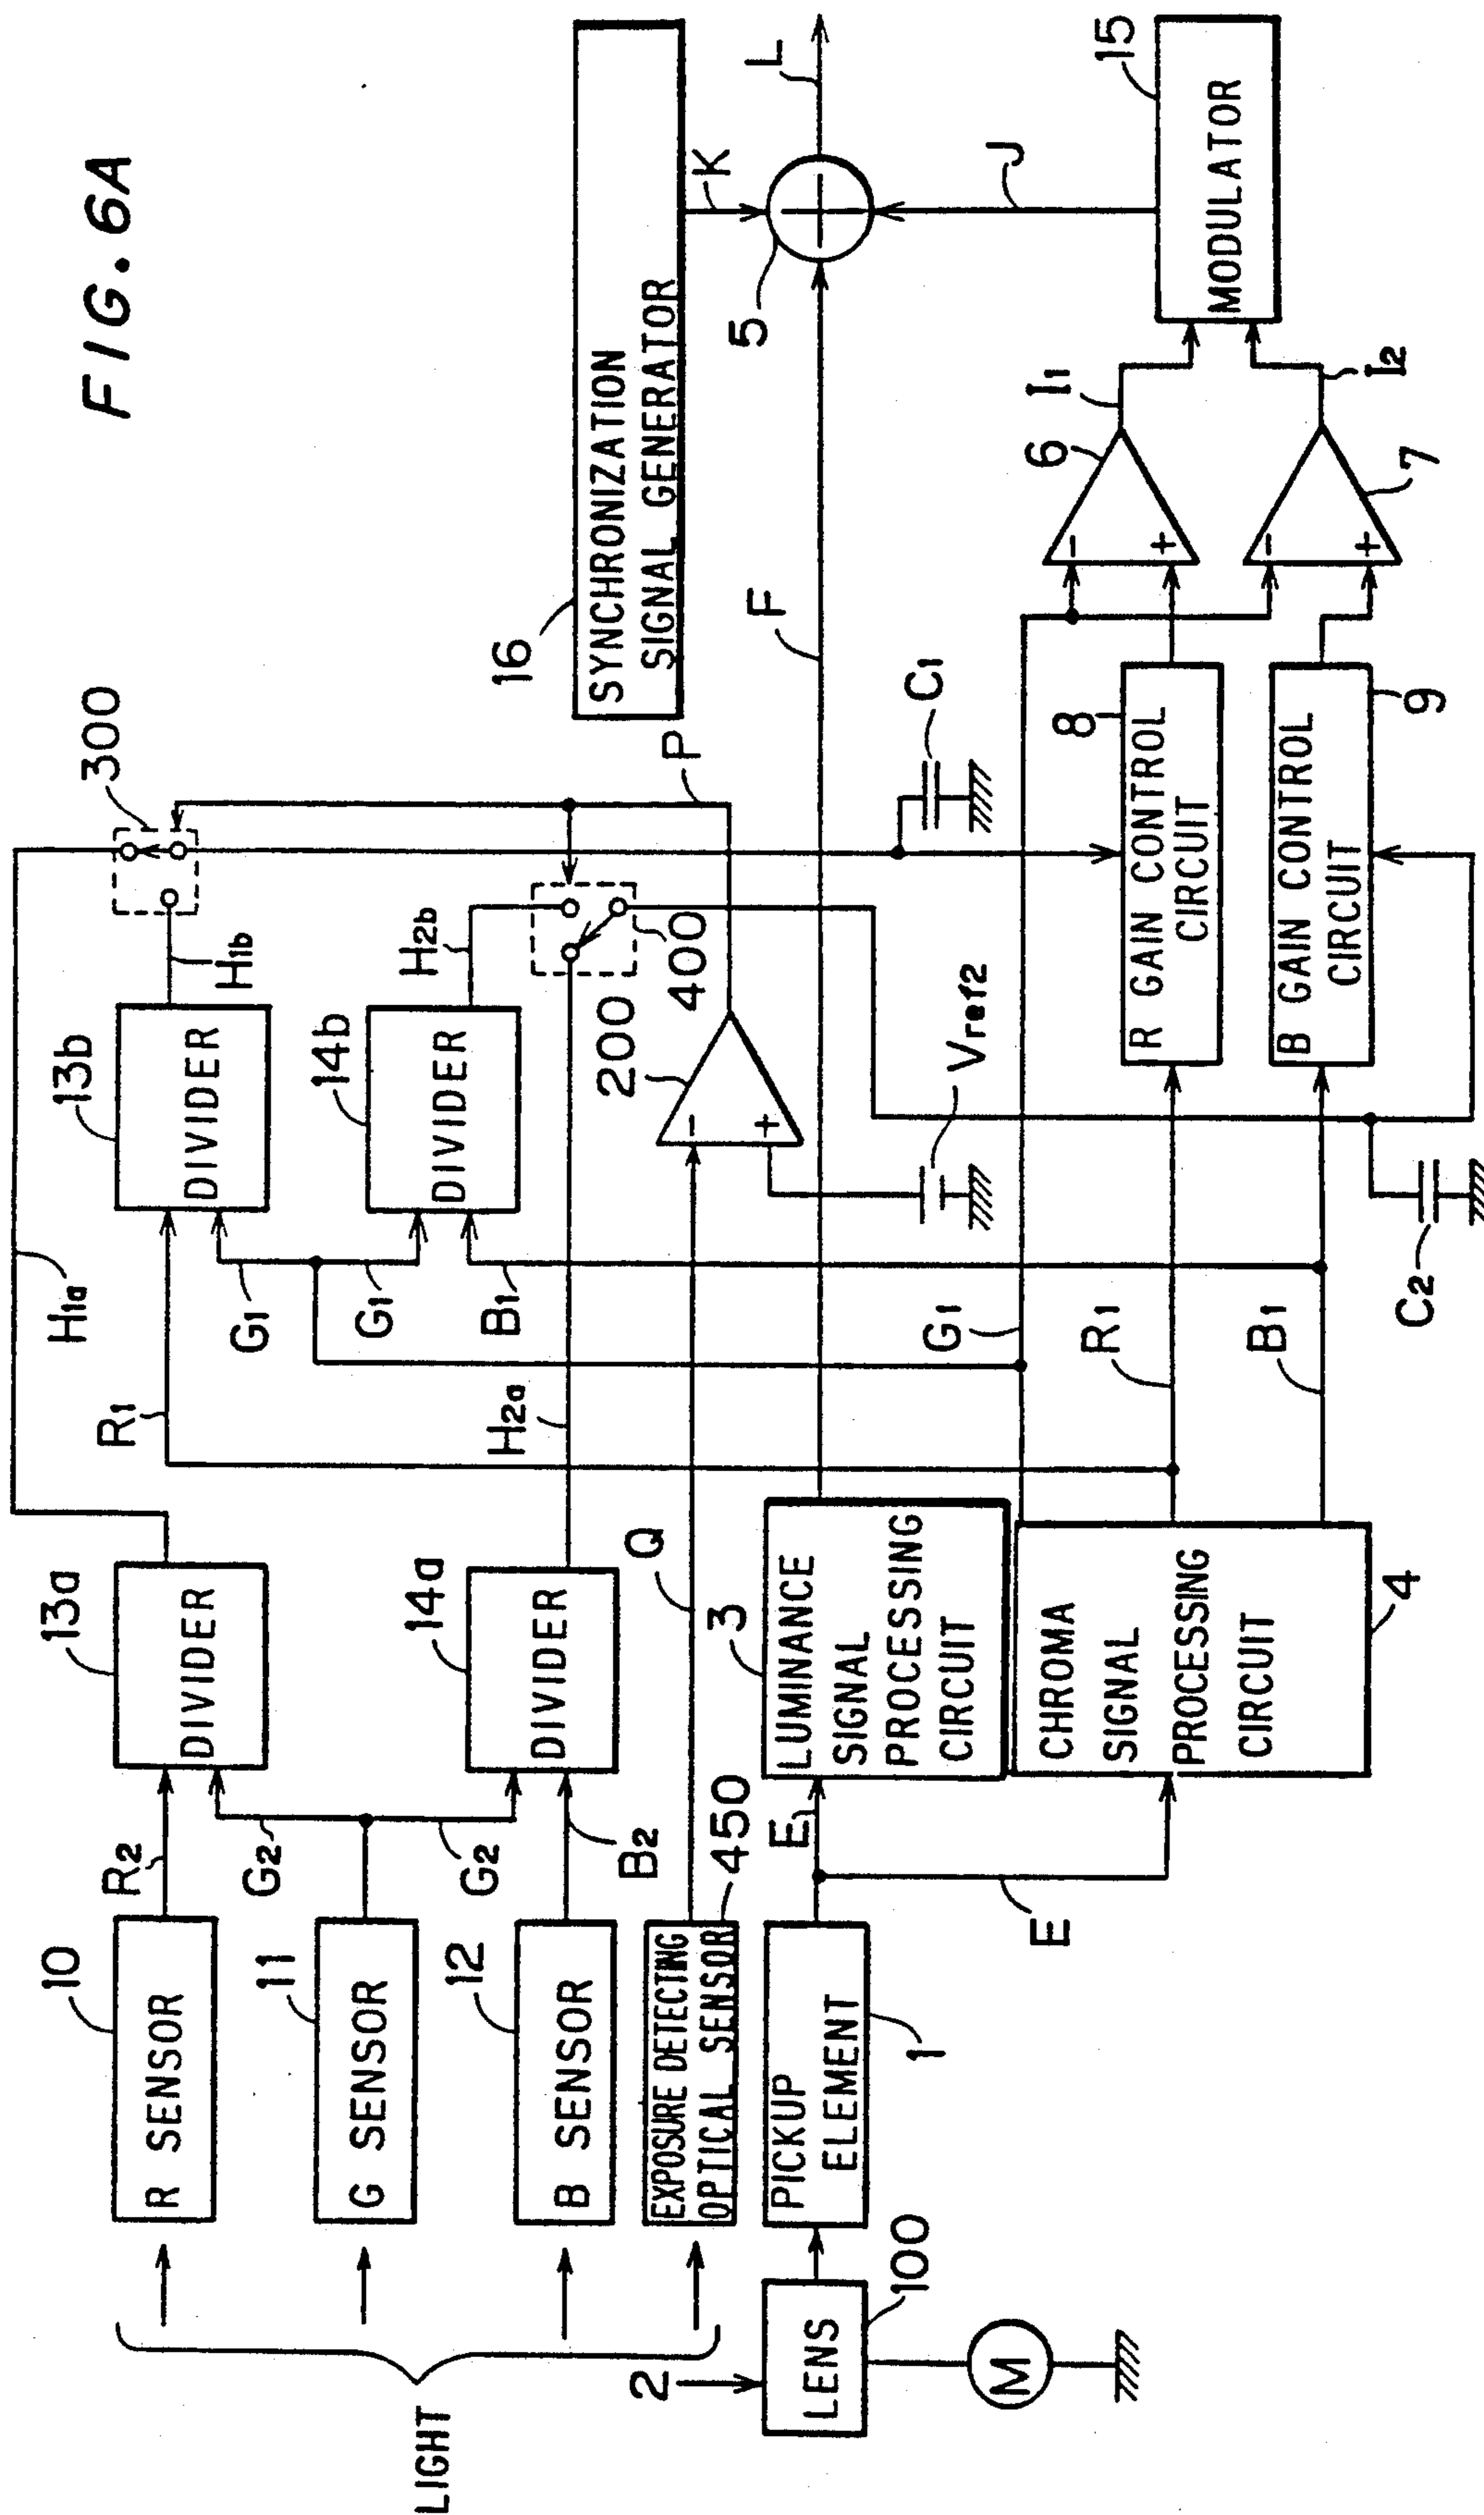 FIG. 6A
LIGHT
10
R SENSOR
R2
11
G SENSOR
G2
G2
12
B SENSOR
B2
EXPOSURE DETECTING
OPTICAL SENSOR
450
Q
2
LENS
100
M
PICKUP
ELEMENT
1
E
E
13a
DIVIDER
H1a
14a
DIVIDER
H2a
3
LUMINANCE
SIGNAL
PROCESSING
CIRCUIT
CHROMA
SIGNAL
PROCESSING
CIRCUIT
4
R1
G1
G1
B1
G1
R1
B1
13b
DIVIDER
H1b
14b
DIVIDER
H2b
300
400
200
-
+
Vref2
P
C1
C2
R GAIN CONTROL
CIRCUIT
8
B GAIN CONTROL
CIRCUIT
9
F
16
SYNCHRONIZATION
SIGNAL GENERATOR
K
5
L
J
6
-
+
I1
7
-
+
I2
15
MODULATOR